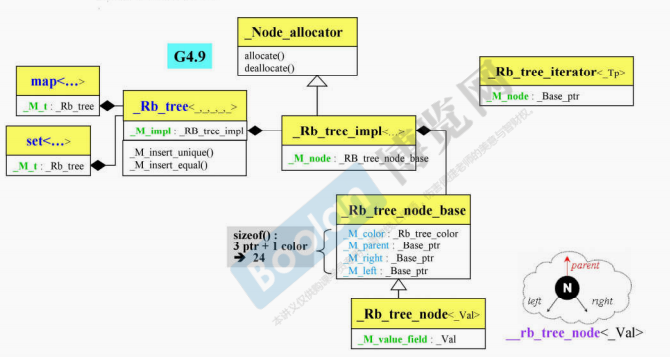 G4.9
_Node_allocator
allocate()
deallocate()
map<...>
_M_t : _Rb_tree
set<...>
_M_t : _Rb_tree
_Rb_tree<_,_,_,_,_>
_M_impl : _RB_tree_impl
_M_insert_unique()
_M_insert_equal()
_Rb_tree_impl<...>
_M_node : _RB_tree_node_base
_Rb_tree_iterator<_Tp>
_M_node : _Base_ptr
_Rb_tree_node_base
_M_color : _Rb_tree_color
_M_parent : _Base_ptr
_M_right : _Base_ptr
_M_left : _Base_ptr
sizeof() :
3 ptr + 1 color
➔ 24
_Rb_tree_node<_Val>
_M_value_field : _Val
parent
N
left
right
__rb_tree_node<_Val>
Boolan 博览网